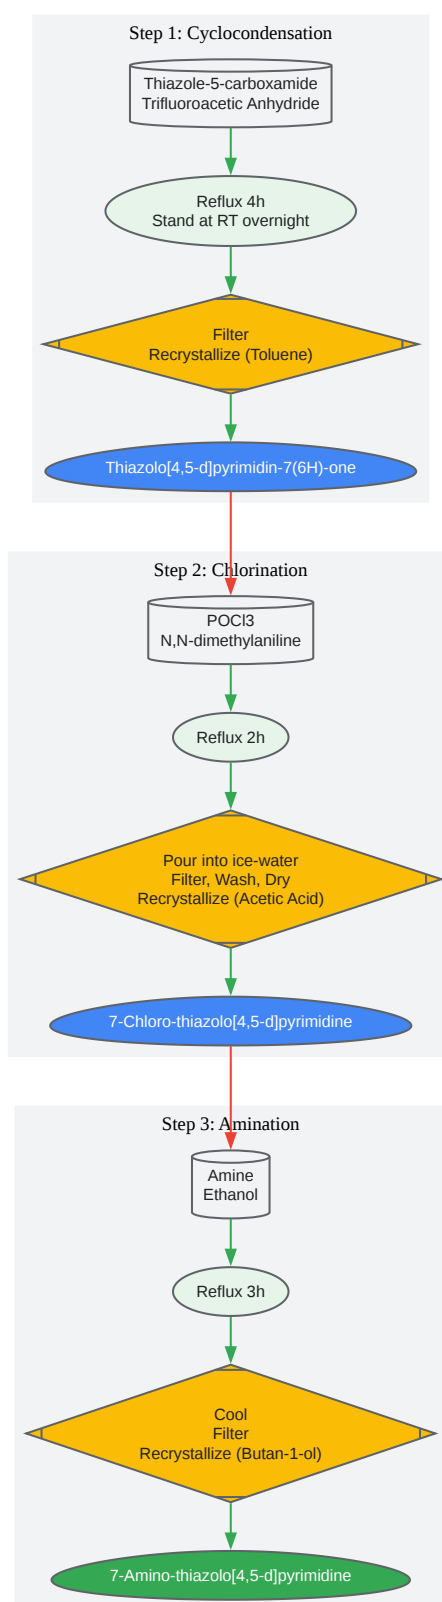 Step 1: Cyclocondensation
Thiazole-5-carboxamide
Trifluoroacetic Anhydride
Reflux 4h
Stand at RT overnight
Filter
Recrystallize (Toluene)
Thiazolo[4,5-d]pyrimidin-7(6H)-one
Step 2: Chlorination
POCl3
N,N-dimethylaniline
Reflux 2h
Pour into ice-water
Filter, Wash, Dry
Recrystallize (Acetic Acid)
7-Chloro-thiazolo[4,5-d]pyrimidine
Step 3: Amination
Amine
Ethanol
Reflux 3h
Cool
Filter
Recrystallize (Butan-1-ol)
7-Amino-thiazolo[4,5-d]pyrimidine